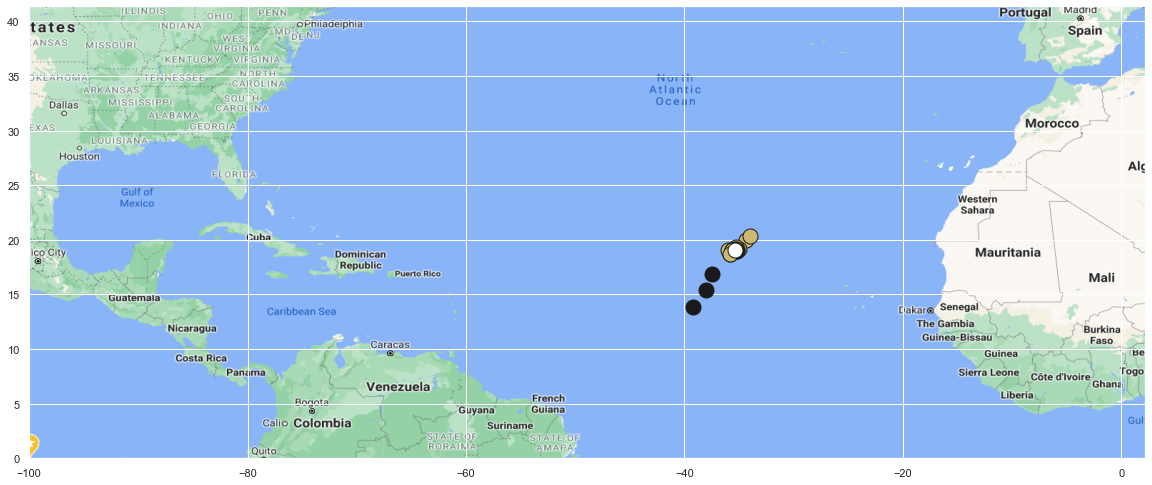 ILLINOIS
OHIO
PENN
Philadelphia
tates
INDIANA
MD
DE
NJ
KANSAS
MISSOURI
WEST
VIRGINIA
KENTUCKY
VIRGINIA
OKLAHOMA
TENNESSEE
NORTH
CAROLINA
ARKANSAS
MISSISSIPPI
SOUTH
CAROLINA
Dallas
ALABAMA
GEORGIA
EXAS
LOUISIANA
Houston
FLORIDA
Gulf of
Mexico
Cuba
ico City
Dominican
Republic
Puerto Rico
Guatemala
Caribbean Sea
Nicaragua
Costa Rica
Panama
Caracas
Venezuela
Bogota
Cali
Colombia
Guyana
French
Guiana
Suriname
STATE OF
RORAIMA
STATE OF
AMAPA
Quito
North
Atlantic
Ocean
Portugal
Madrid
Spain
Morocco
Alg
Western
Sahara
Mauritania
Mali
Dakar
Senegal
The Gambia
Guinea-Bissau
Burkina
Faso
Guinea
Be
Sierra Leone
Côte d'Ivoire
Togo
Ghana
Liberia
Gul
40
35
30
25
20
15
10
5
0
−100
−80
−60
−40
−20
0